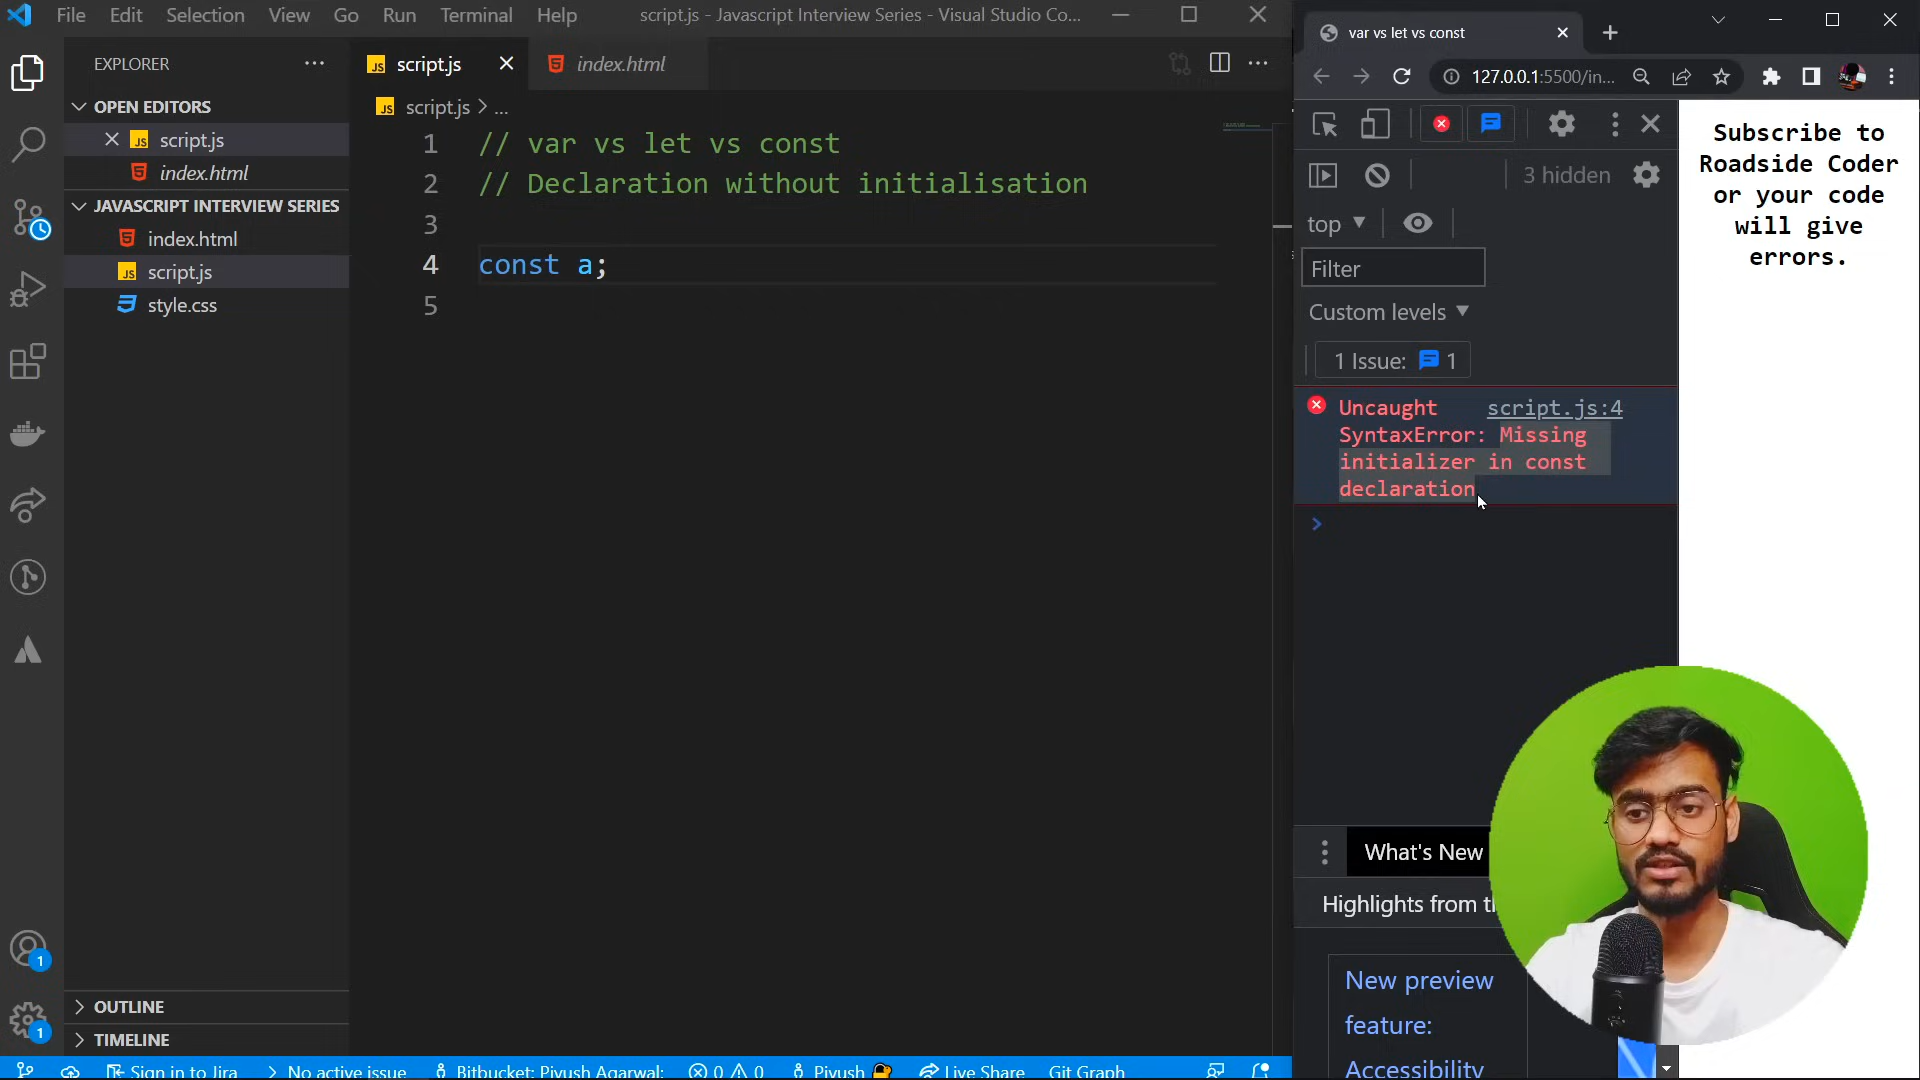 File Edit Selection View Go Run Terminal Help script.js - Javascript Interview Series - Visual Studio Co...
EXPLORER
OPEN EDITORS
script.js
index.html
JAVASCRIPT INTERVIEW SERIES
index.html
script.js
style.css
OUTLINE
TIMELINE
1
1
script.js index.html
script.js > ...
1 // var vs let vs const
2 // Declaration without initialisation
3
4 const a;
5
Sign in to Jira No active issue Bitbucket: Piyush Agarwal: 0 0 Piyush Live Share Git Graph
var vs let vs const
127.0.0.1:5500/in...
3 hidden
top
Filter
Custom levels
1 Issue: 1
Uncaught script.js:4
SyntaxError: Missing
initializer in const
declaration
What's New
Highlights from t
New preview
feature:
Accessibility
Subscribe to
Roadside Coder
or your code
will give
errors.